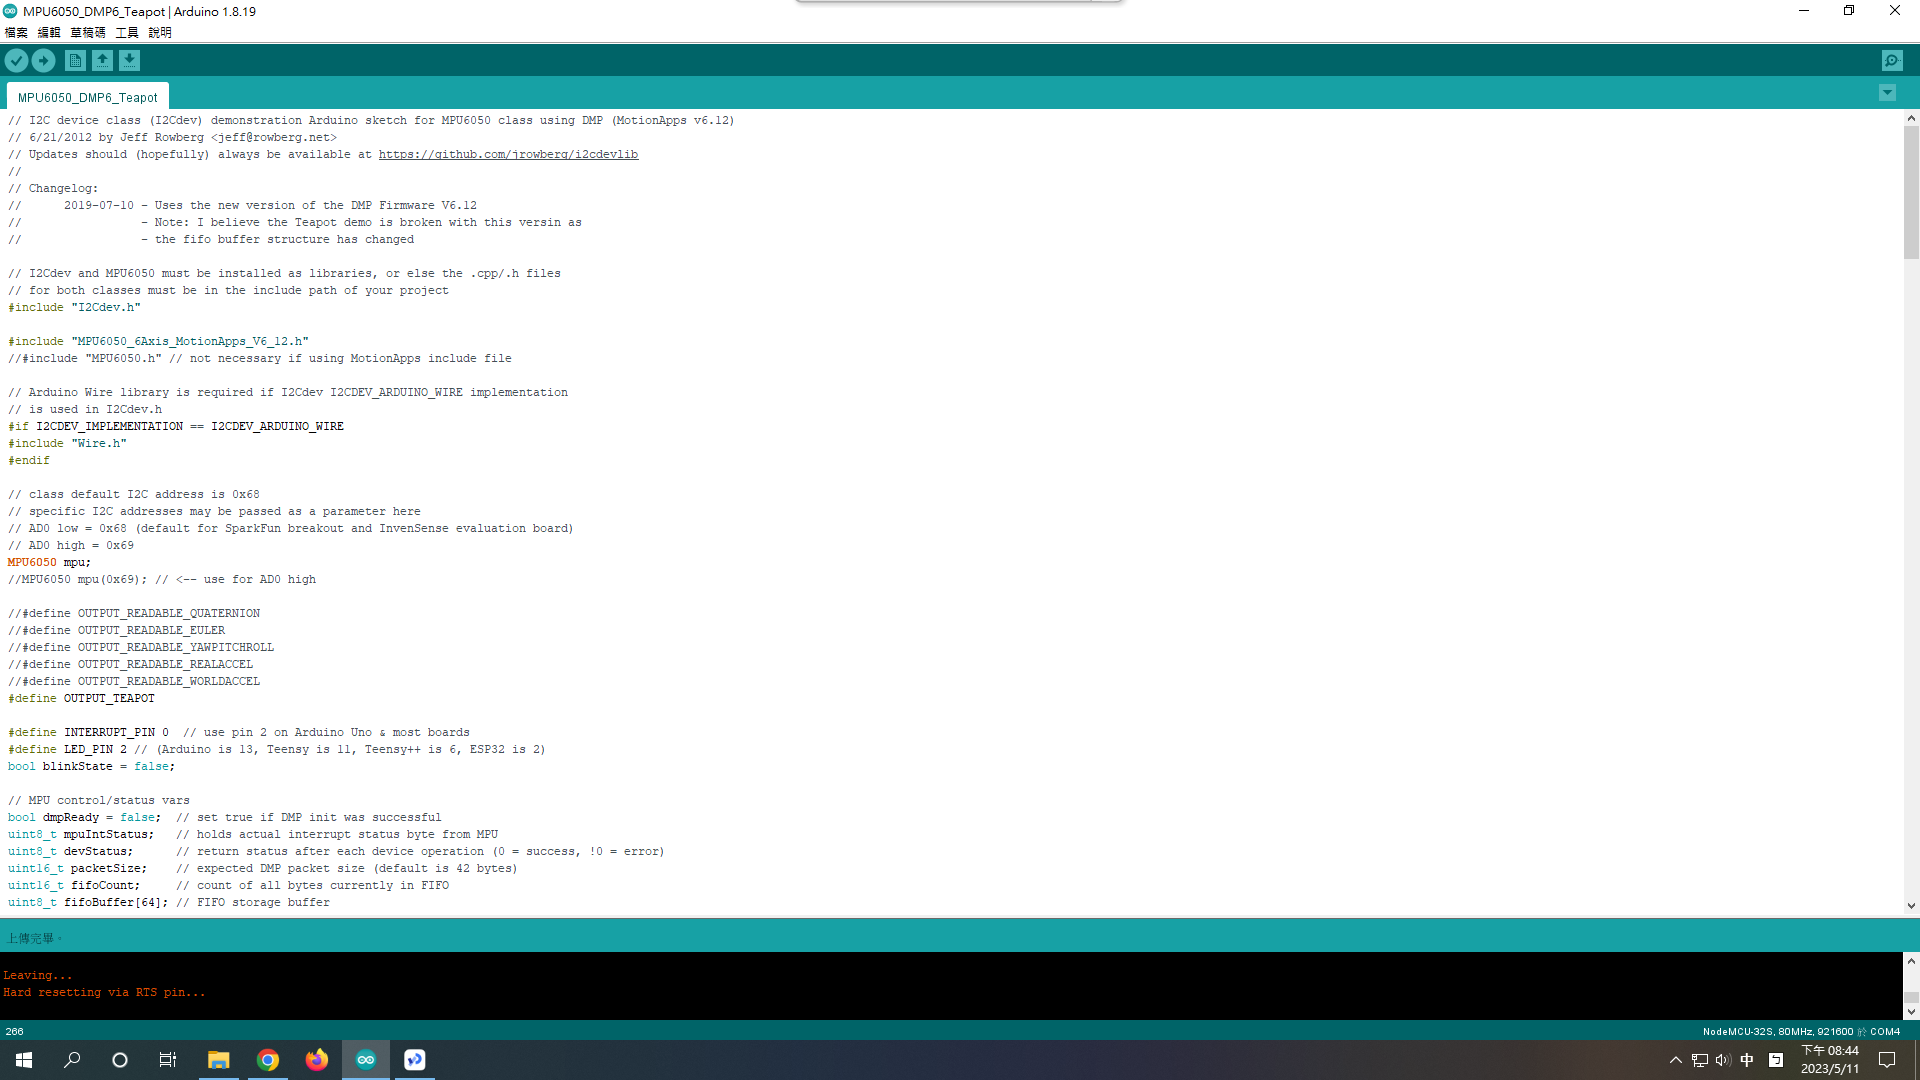 MPU6050_DMP6_Teapot | Arduino 1.8.19
檔案 編輯 草稿碼 工具 說明
MPU6050_DMP6_Teapot
// I2C device class (I2Cdev) demonstration Arduino sketch for MPU6050 class using DMP (MotionApps v6.12)
// 6/21/2012 by Jeff Rowberg <jeff@rowberg.net>
// Updates should (hopefully) always be available at https://github.com/jrowberg/i2cdevlib
//
// Changelog:
//      2019-07-10 - Uses the new version of the DMP Firmware V6.12
//                 - Note: I believe the Teapot demo is broken with this versin as
//                 - the fifo buffer structure has changed
// I2Cdev and MPU6050 must be installed as libraries, or else the .cpp/.h files
// for both classes must be in the include path of your project
#include "I2Cdev.h"
#include "MPU6050_6Axis_MotionApps_V6_12.h"
//#include "MPU6050.h" // not necessary if using MotionApps include file
// Arduino Wire library is required if I2Cdev I2CDEV_ARDUINO_WIRE implementation
// is used in I2Cdev.h
#if I2CDEV_IMPLEMENTATION == I2CDEV_ARDUINO_WIRE
#include "Wire.h"
#endif
// class default I2C address is 0x68
// specific I2C addresses may be passed as a parameter here
// AD0 low = 0x68 (default for SparkFun breakout and InvenSense evaluation board)
// AD0 high = 0x69
MPU6050 mpu;
//MPU6050 mpu(0x69); // <-- use for AD0 high
//#define OUTPUT_READABLE_QUATERNION
//#define OUTPUT_READABLE_EULER
//#define OUTPUT_READABLE_YAWPITCHROLL
//#define OUTPUT_READABLE_REALACCEL
//#define OUTPUT_READABLE_WORLDACCEL
#define OUTPUT_TEAPOT
#define INTERRUPT_PIN 0  // use pin 2 on Arduino Uno & most boards
#define LED_PIN 2 // (Arduino is 13, Teensy is 11, Teensy++ is 6, ESP32 is 2)
bool blinkState = false;
// MPU control/status vars
bool dmpReady = false;  // set true if DMP init was successful
uint8_t mpuIntStatus;   // holds actual interrupt status byte from MPU
uint8_t devStatus;      // return status after each device operation (0 = success, !0 = error)
uint16_t packetSize;    // expected DMP packet size (default is 42 bytes)
uint16_t fifoCount;     // count of all bytes currently in FIFO
uint8_t fifoBuffer[64]; // FIFO storage buffer
上傳完畢。
Leaving...
Hard resetting via RTS pin...
266
NodeMCU-32S, 80MHz, 921600 於 COM4
中
下午 08:44
2023/5/11